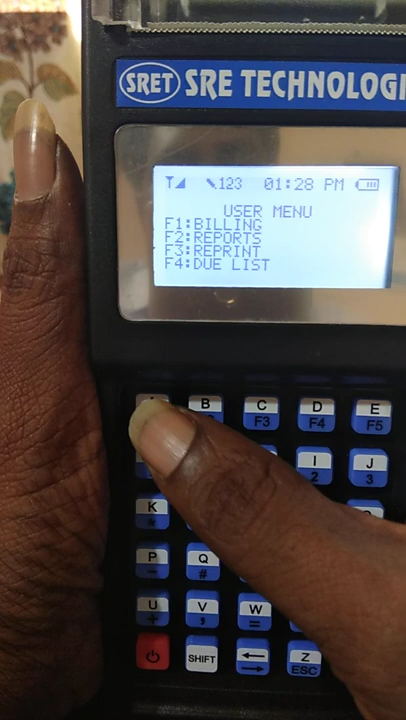 SRET SRE TECHNOLOGI
123 01:28 PM
USER MENU
F1:BILLING
F2:REPORTS
F3:REPRINT
F4:DUE LIST
B C D E
F3 F4 F5
I J
2 3
K
*
P Q
- #
U V W
+ , =
SHIFT Z
ESC